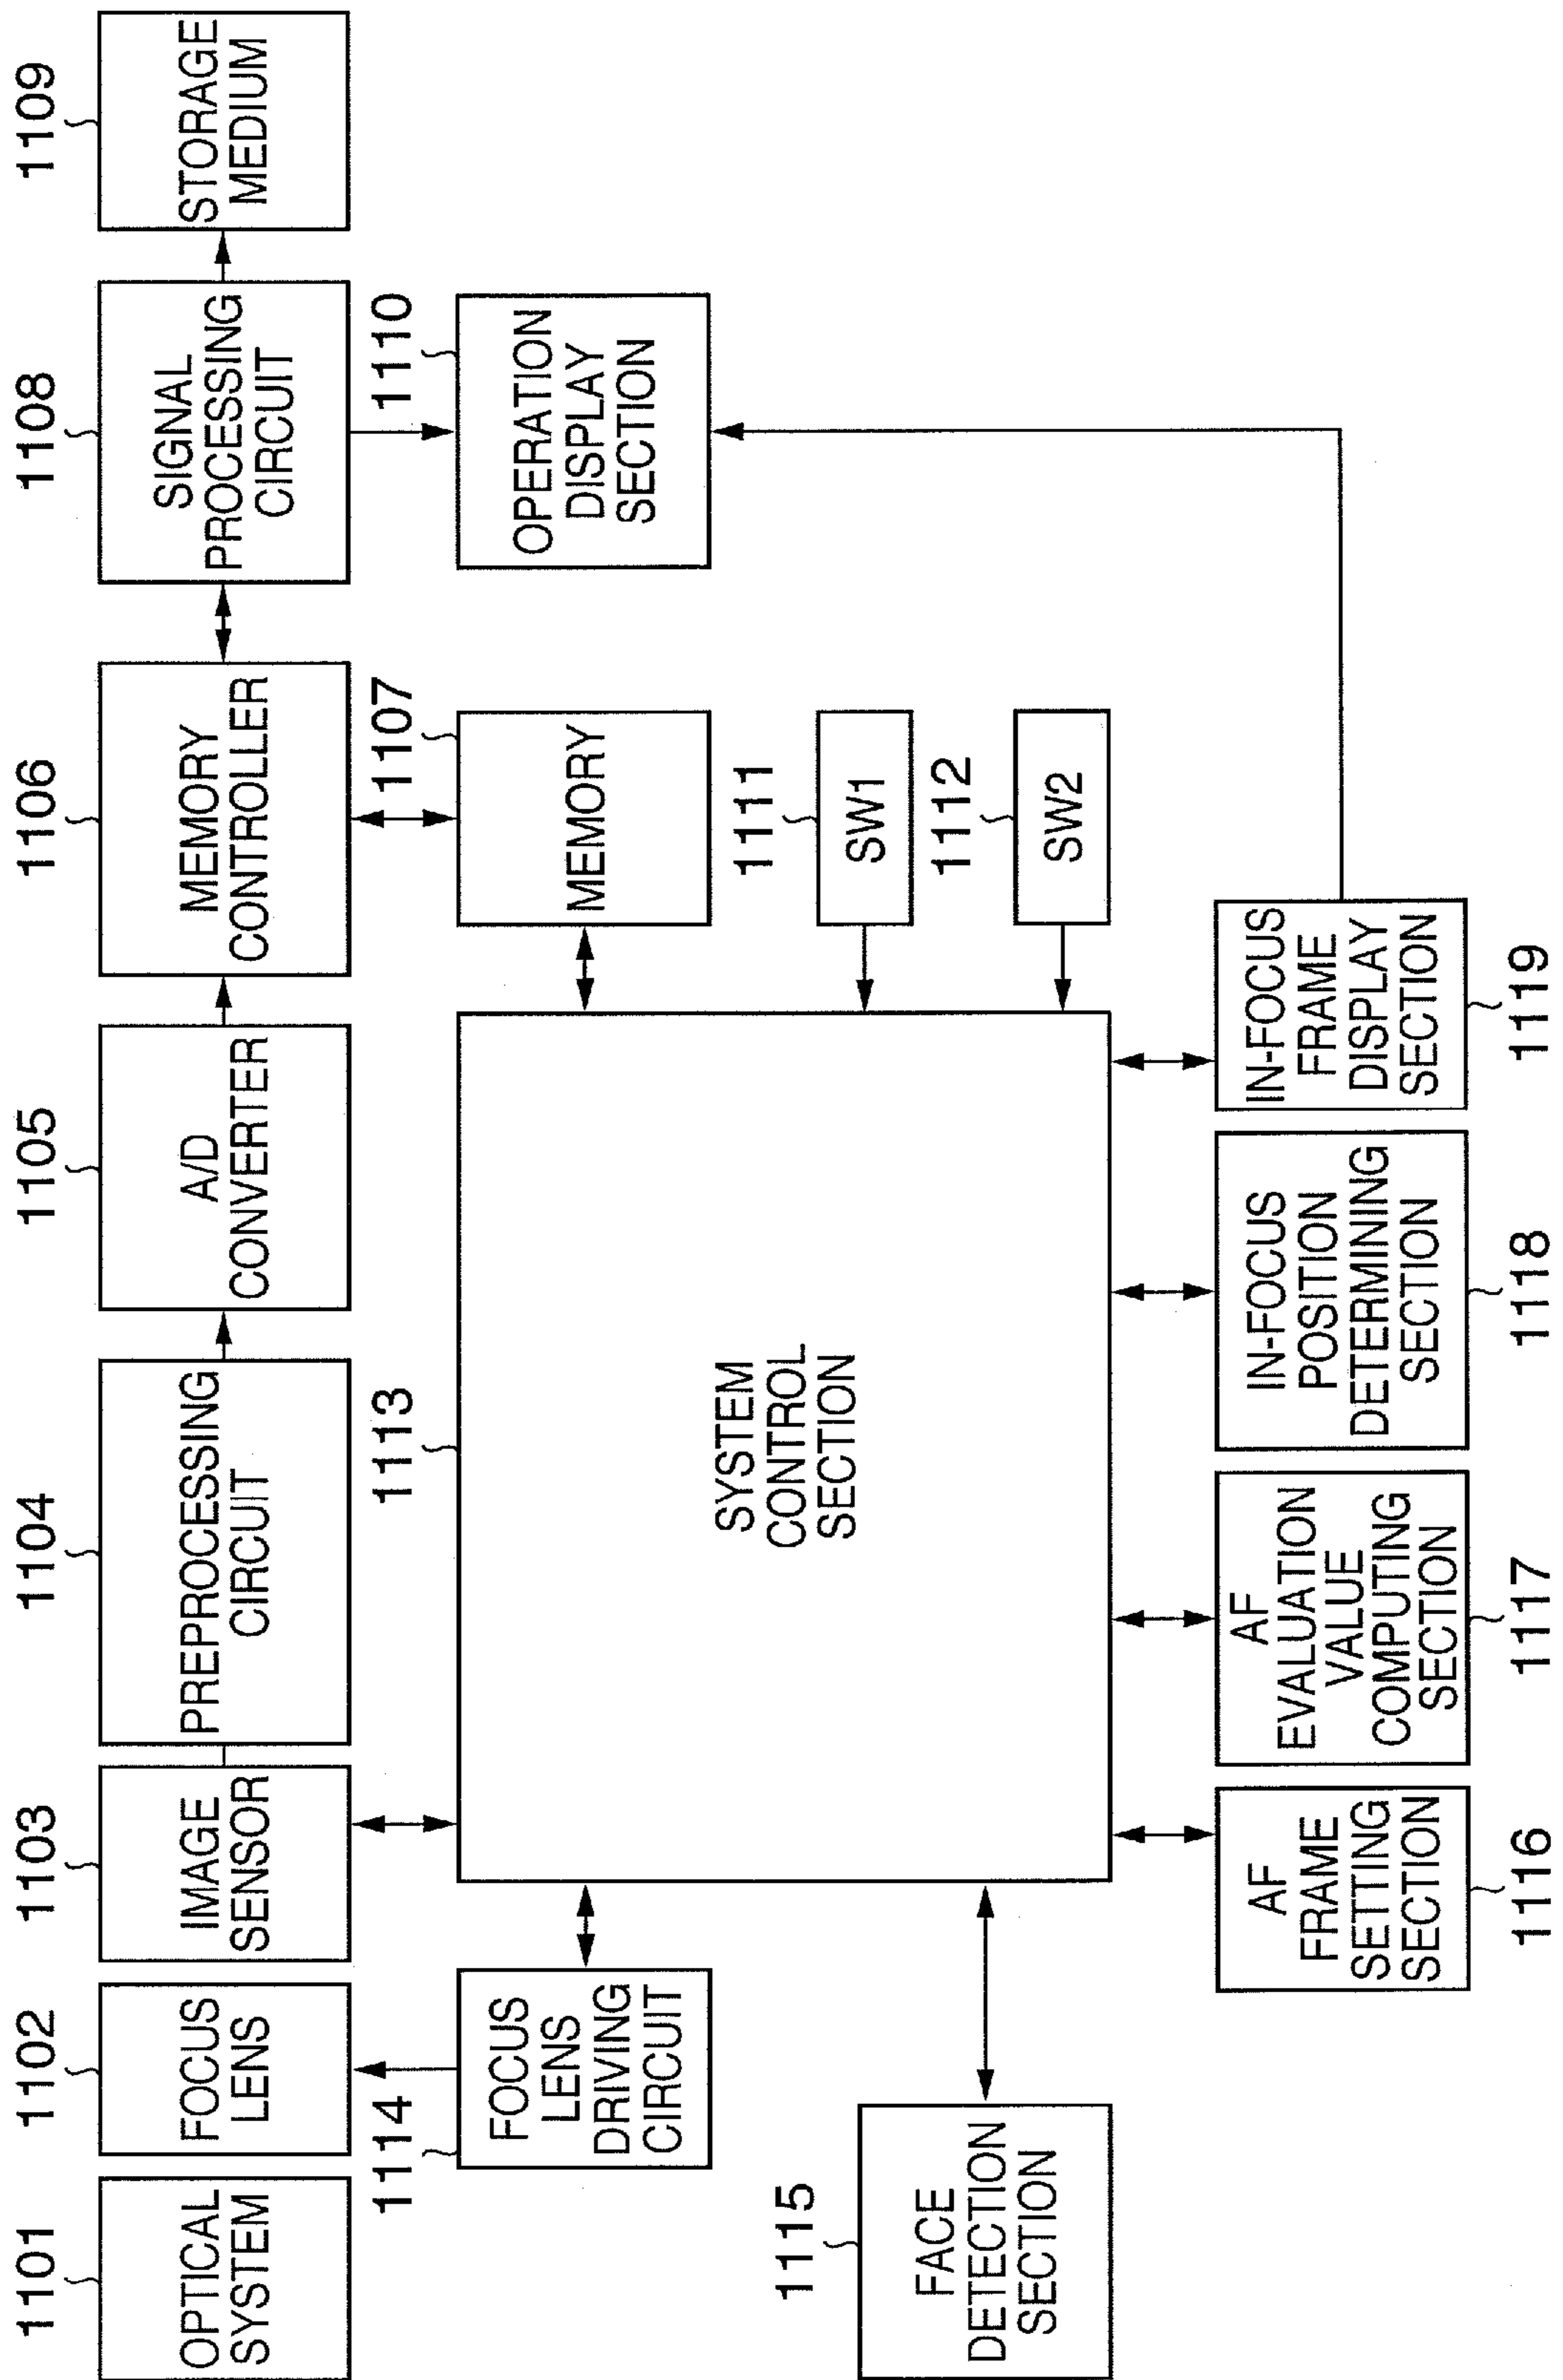 1101
OPTICAL
SYSTEM
1102
FOCUS
LENS
1103
IMAGE
SENSOR
1104
PREPROCESSING
CIRCUIT
1105
A/D
CONVERTER
1106
MEMORY
CONTROLLER
1108
SIGNAL
PROCESSING
CIRCUIT
1109
STORAGE
MEDIUM
1114
FOCUS
LENS
DRIVING
CIRCUIT
1113
SYSTEM
CONTROL
SECTION
1107
MEMORY
1110
OPERATION
DISPLAY
SECTION
1111
SW1
1112
SW2
1115
FACE
DETECTION
SECTION
AF
FRAME
SETTING
SECTION
1116
AF
EVALUATION
VALUE
COMPUTING
SECTION
1117
IN-FOCUS
POSITION
DETERMINING
SECTION
1118
IN-FOCUS
FRAME
DISPLAY
SECTION
1119